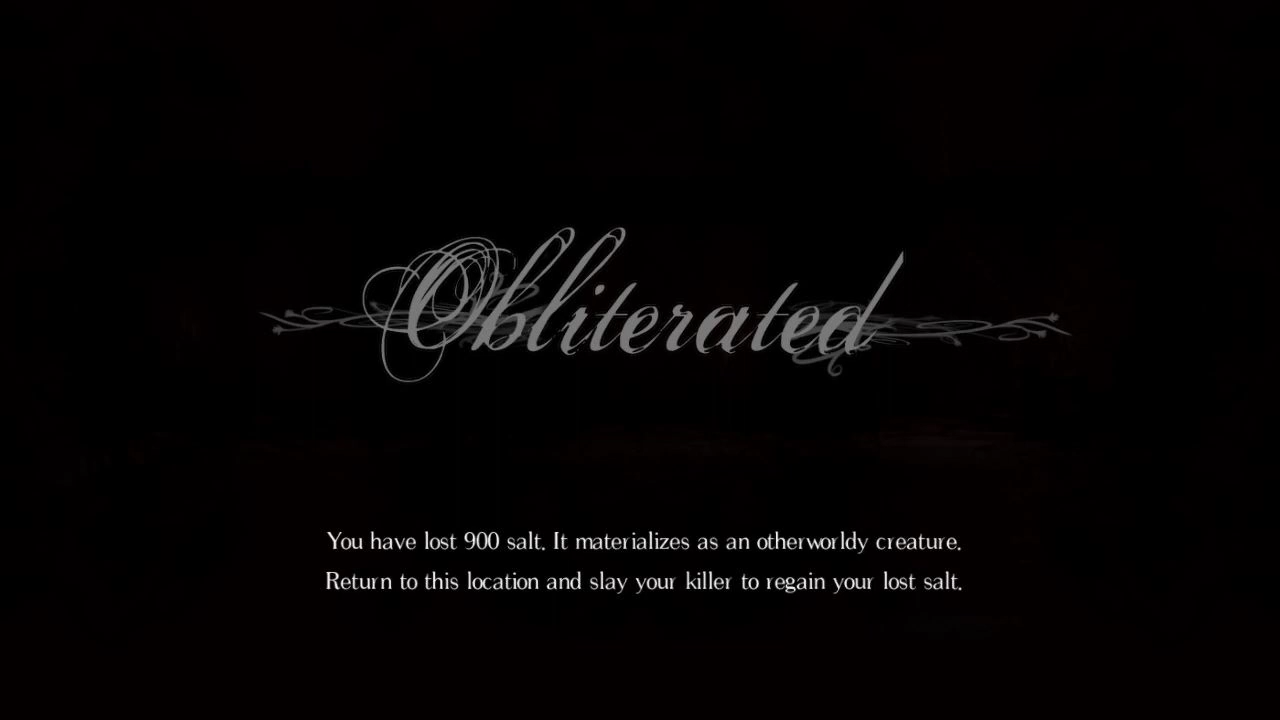 Obliterated
You have lost 900 salt. It materializes as an otherworldy creature.
Return to this location and slay your killer to regain your lost salt.